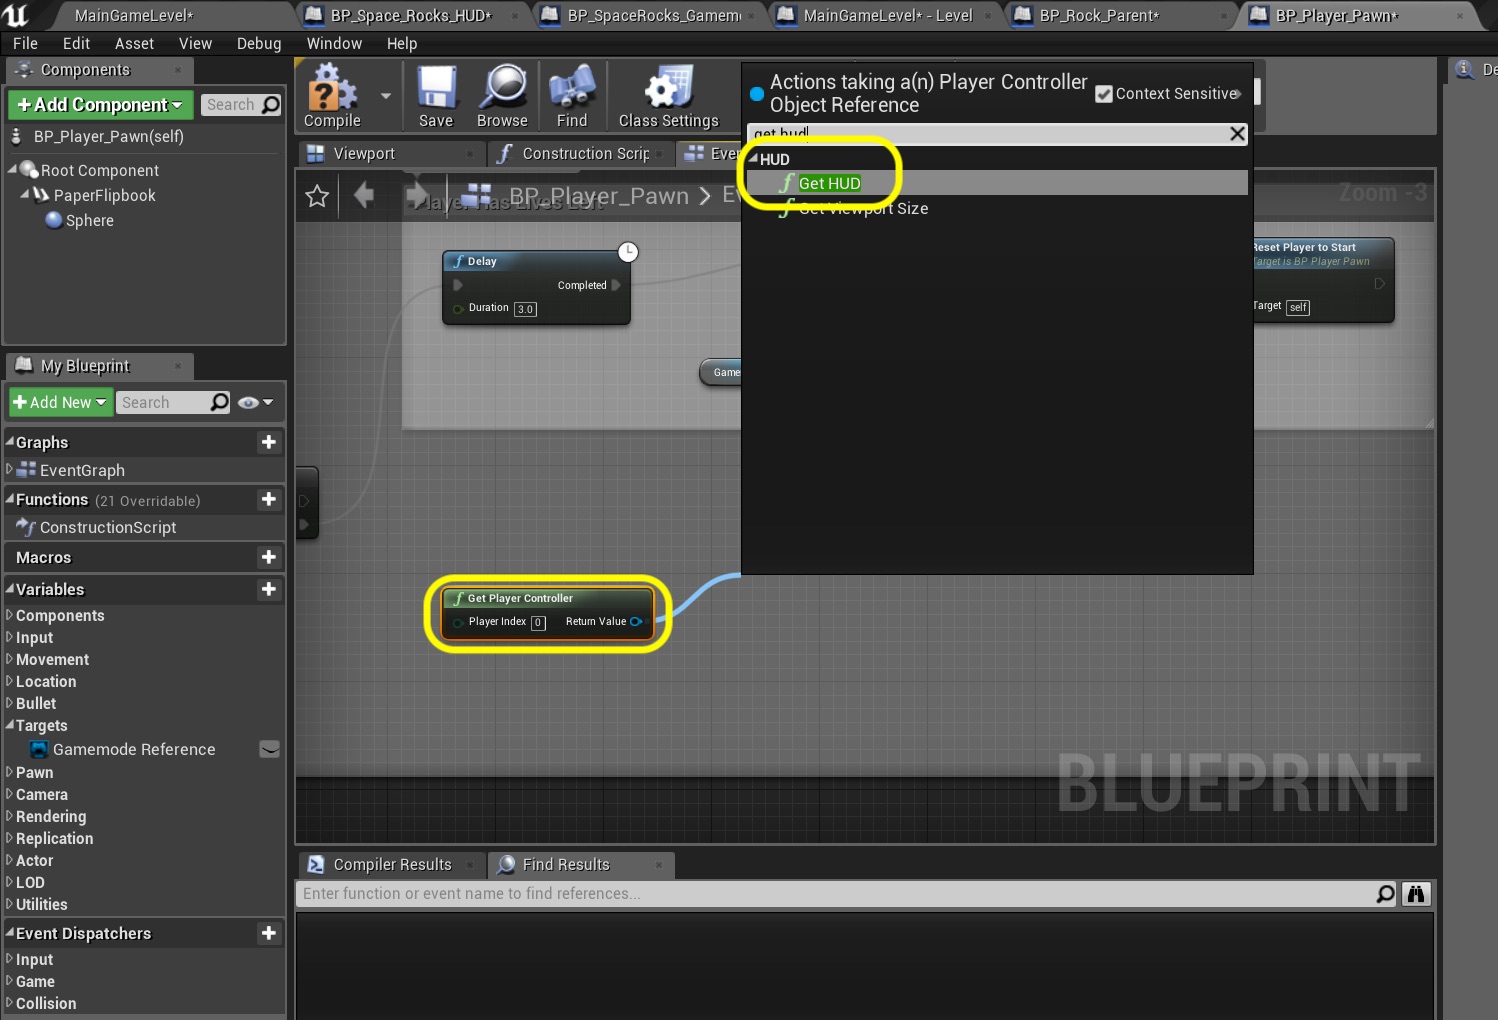 MainGameLevel*
BP_Space_Rocks_HUD*
BP_SpaceRocks_Gamem
MainGameLevel* - Level
BP_Rock_Parent*
BP_Player_Pawn*
File Edit Asset View Debug Window Help
Components
De
+Add Component
Search
BP_Player_Pawn(self)
Root Component
PaperFlipbook
Sphere
Compile
Save
Browse
Find
Class Settings
Viewport
Construction Scrip
Eve
BP_Player_Pawn > E
Zoom -3
Actions taking a(n) Player Controller
Object Reference
Context Sensitive
get hud
HUD
Get HUD
Get Viewport Size
Delay
Completed
Duration 3.0
Game
Reset Player to Start
Target is BP Player Pawn
Target self
Get Player Controller
Player Index 0 Return Value
BLUEPRINT
My Blueprint
+Add New
Search
Graphs
EventGraph
Functions (21 Overridable)
ConstructionScript
Macros
Variables
Components
Input
Movement
Location
Bullet
Targets
Gamemode Reference
Pawn
Camera
Rendering
Replication
Actor
LOD
Utilities
Event Dispatchers
Input
Game
Collision
Compiler Results
Find Results
Enter function or event name to find references...